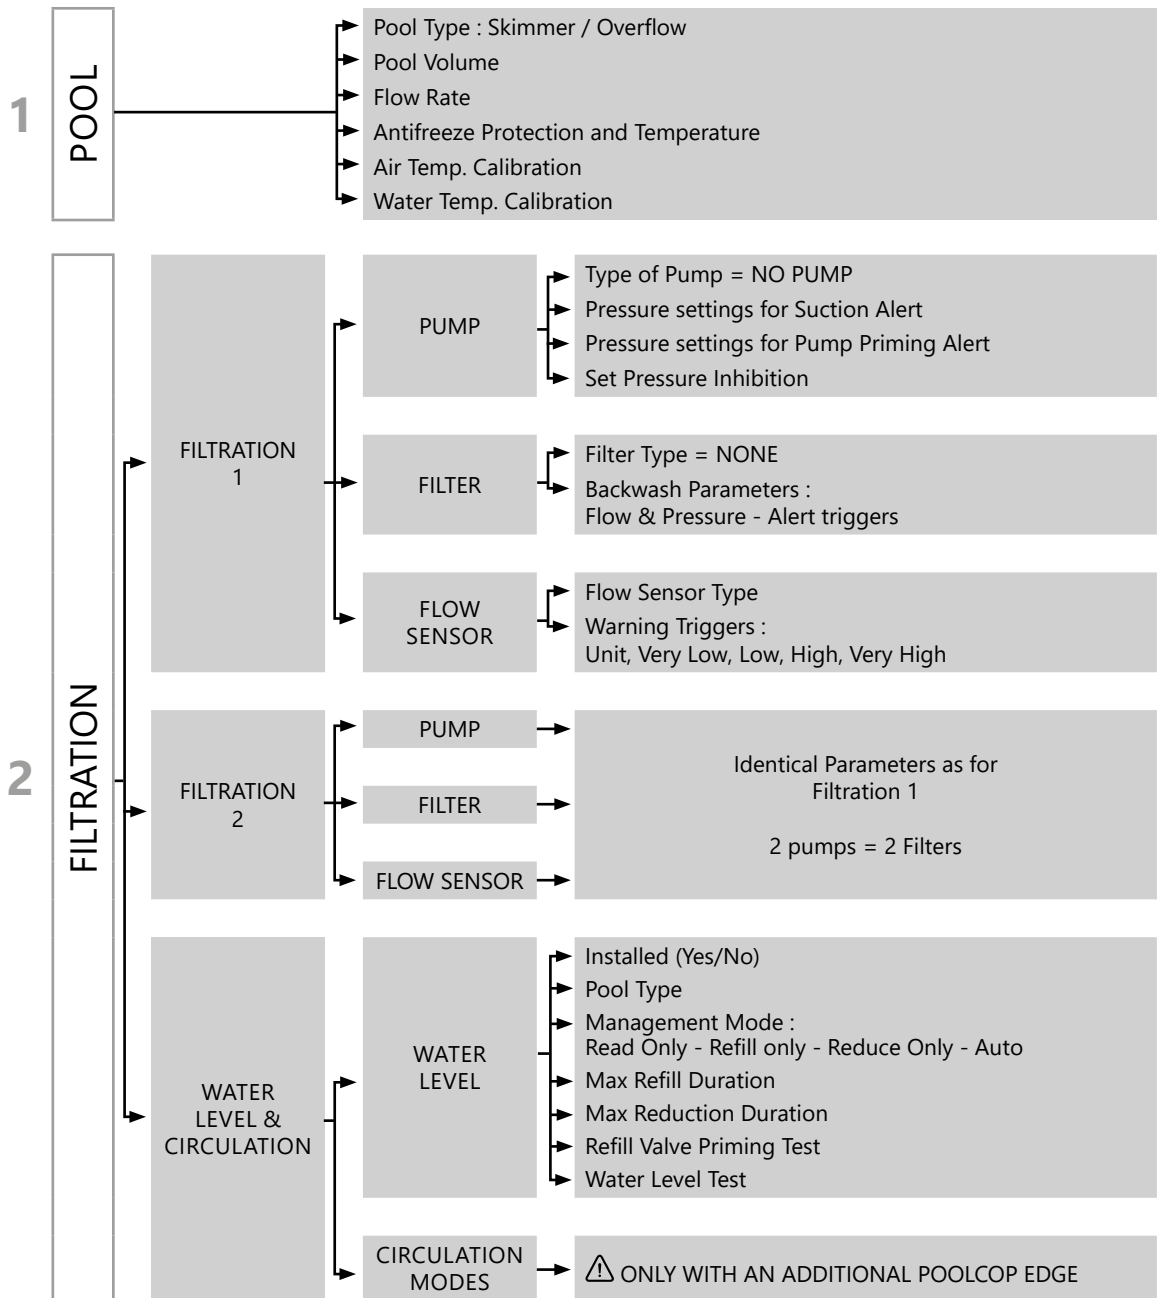 1
POOL
Pool Type : Skimmer / Overflow
Pool Volume
Flow Rate
Antifreeze Protection and Temperature
Air Temp. Calibration
Water Temp. Calibration
2
FILTRATION
FILTRATION
1
PUMP
Type of Pump = NO PUMP
Pressure settings for Suction Alert
Pressure settings for Pump Priming Alert
Set Pressure Inhibition
FILTER
Filter Type = NONE
Backwash Parameters :
Flow & Pressure - Alert triggers
FLOW
SENSOR
Flow Sensor Type
Warning Triggers :
Unit, Very Low, Low, High, Very High
FILTRATION
2
PUMP
FILTER
FLOW SENSOR
Identical Parameters as for
Filtration 1
2 pumps = 2 Filters
WATER
LEVEL &
CIRCULATION
WATER
LEVEL
Installed (Yes/No)
Pool Type
Management Mode :
Read Only - Refill only - Reduce Only - Auto
Max Refill Duration
Max Reduction Duration
Refill Valve Priming Test
Water Level Test
CIRCULATION
MODES
⚠ ONLY WITH AN ADDITIONAL POOLCOP EDGE